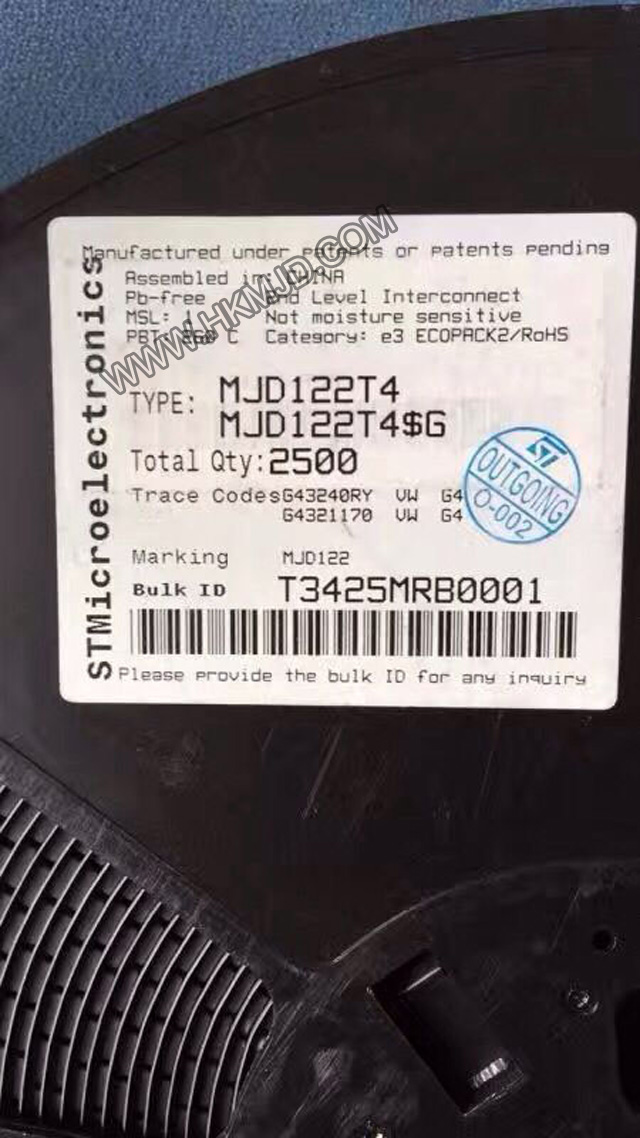 Manufactured under patents or patents pending
Assembled in: CHINA
Pb-free 2nd Level Interconnect
MSL: 1 Not moisture sensitive
PBT: 260 C Category: e3 ECOPACK2/RoHS
TYPE: MJD122T4
MJD122T4$G
Total Qty: 2500
Trace Codes G43240RY VW G4
G4321170 VW G4
Marking MJD122
Bulk ID T3425MRB0001
Please provide the bulk ID for any inquiry
STMicroelectronics
ST
OUTGOING
O-002
WWW.HKMJD.COM